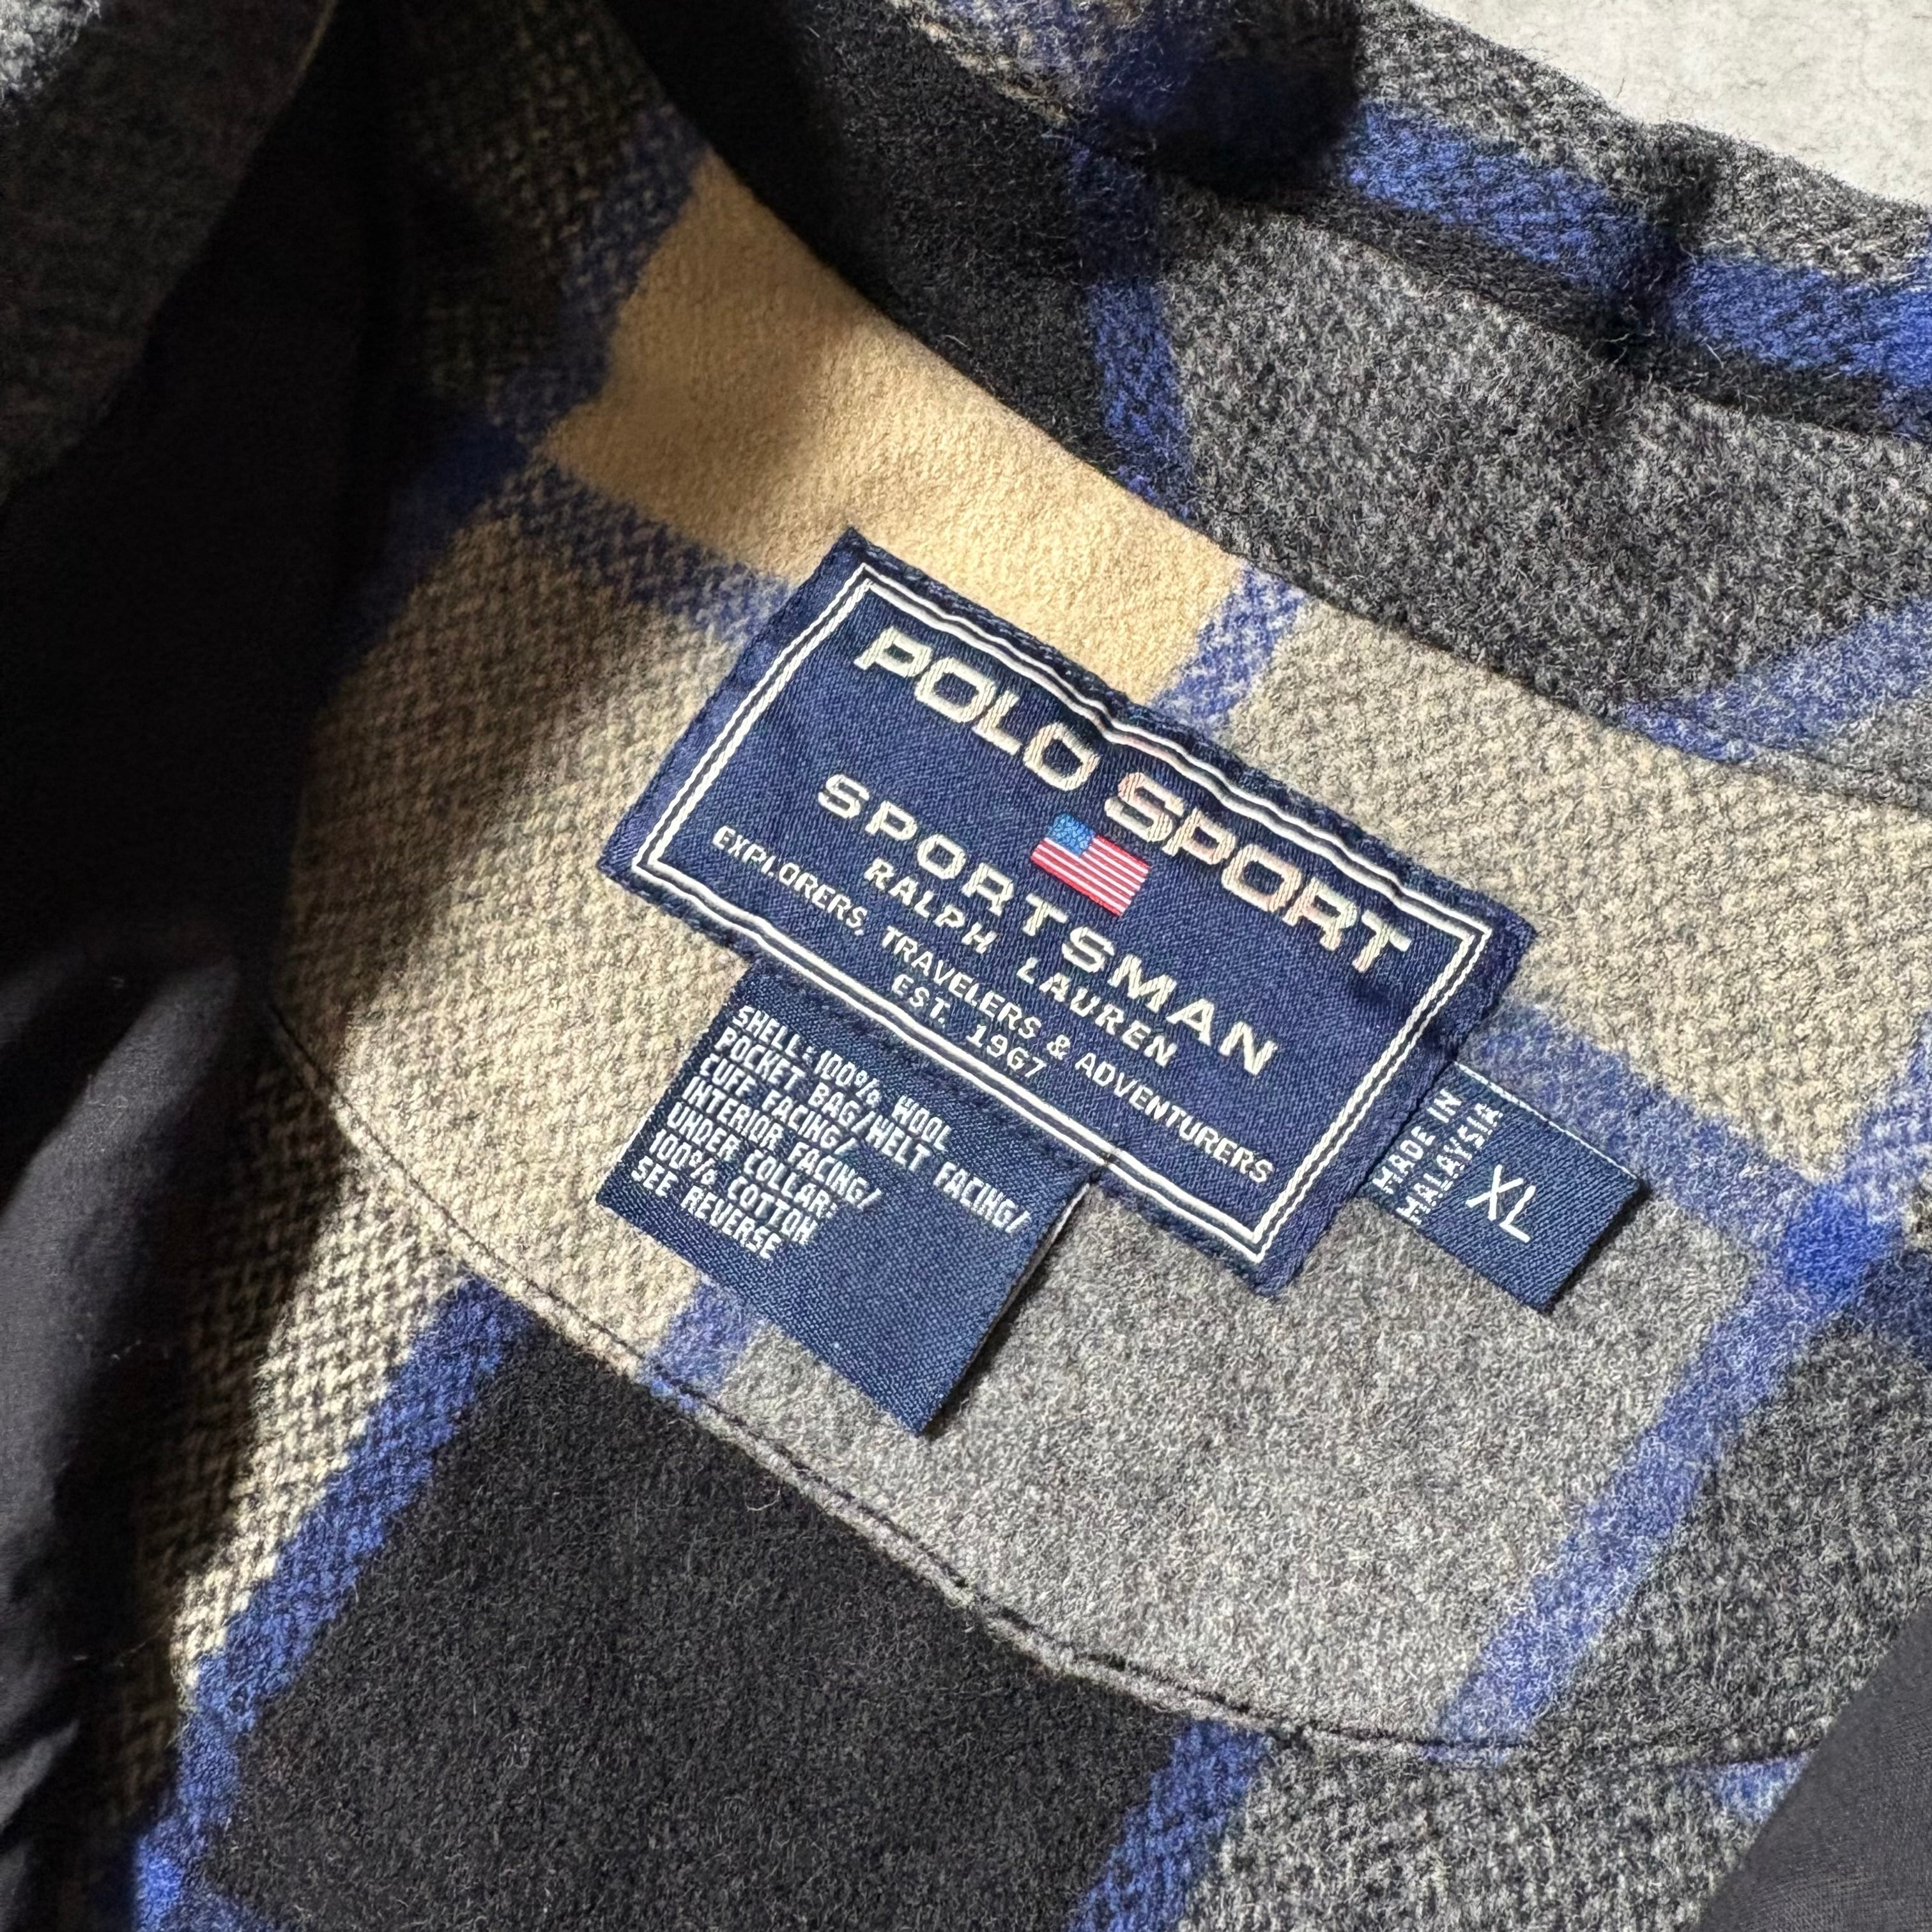 POLO SPORT
SPORTSMAN
RALPH LAUREN
EXPLORERS, TRAVELERS & ADVENTURERS
EST. 1967
SHELL: 100% WOOL
POCKET BAG/WELT FACING/
CUFF FACING/
INTERIOR FACING/
UNDER COLLAR:
100% COTTON
SEE REVERSE
MADE IN
MALAYSIA
XL